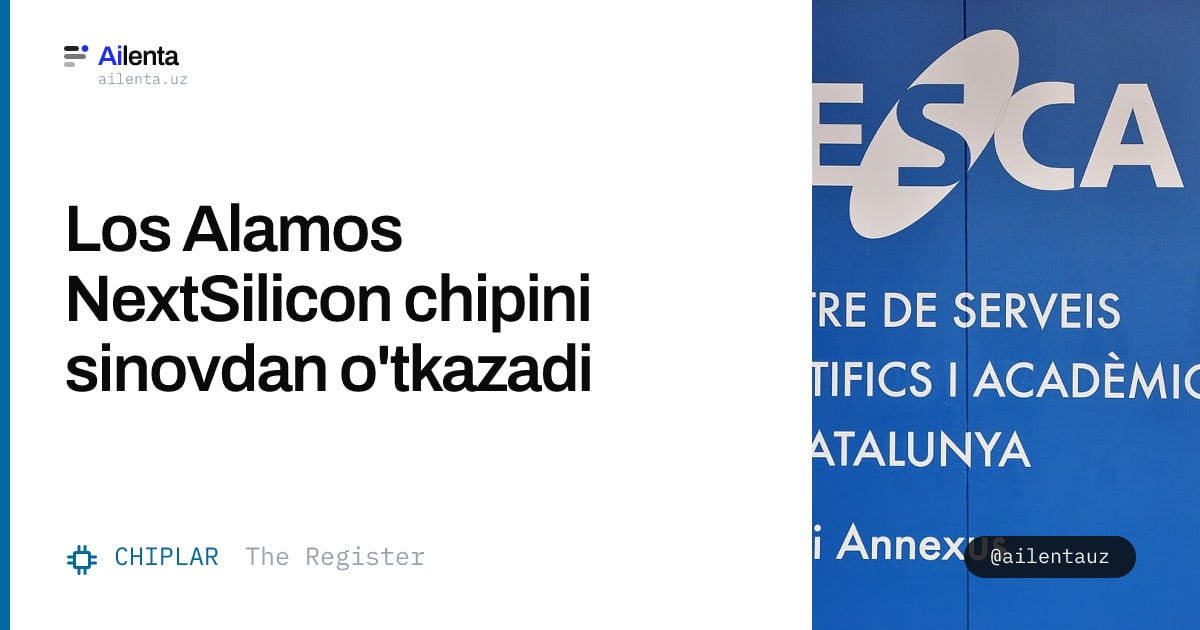 Ailenta
ailenta.uz
Los Alamos
NextSilicon chipini
sinovdan o'tkazadi
CHIPLAR The Register
ESCA
TRE DE SERVEIS
TIFICS I ACADÈMIC
ATALUNYA
i Annexus
@ailentauz